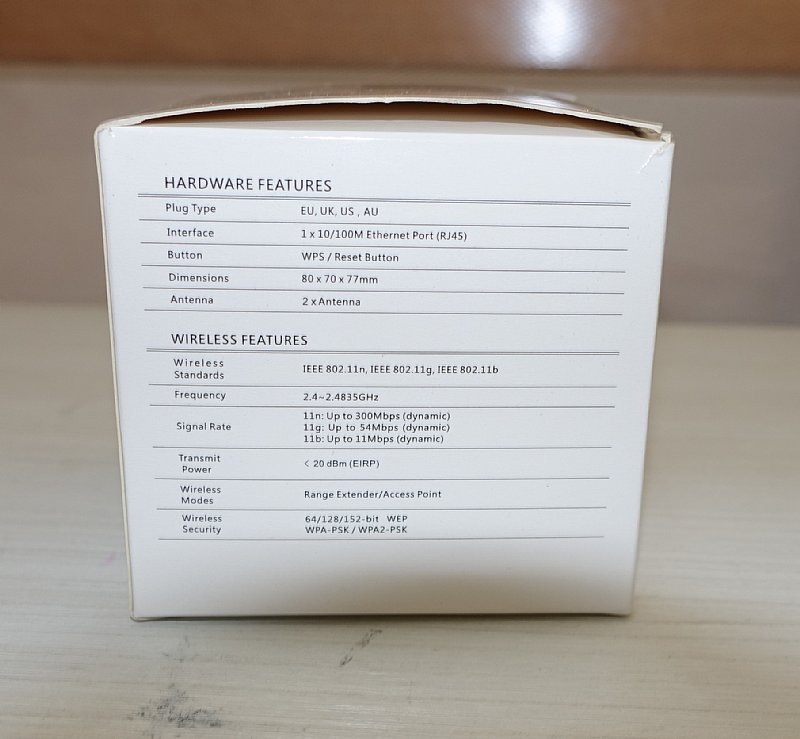 HARDWARE FEATURES
Plug Type EU, UK, US , AU
Interface 1 x 10/100M Ethernet Port (RJ45)
Button WPS / Reset Button
Dimensions 80 x 70 x 77mm
Antenna 2 x Antenna
WIRELESS FEATURES
Wireless
Standards IEEE 802.11n, IEEE 802.11g, IEEE 802.11b
Frequency 2.4~2.4835GHz
Signal Rate
11n: Up to 300Mbps (dynamic)
11g: Up to 54Mbps (dynamic)
11b: Up to 11Mbps (dynamic)
Transmit
Power < 20 dBm (EIRP)
Wireless
Modes Range Extender/Access Point
Wireless 64/128/152-bit WEP
Security WPA-PSK / WPA2-PSK